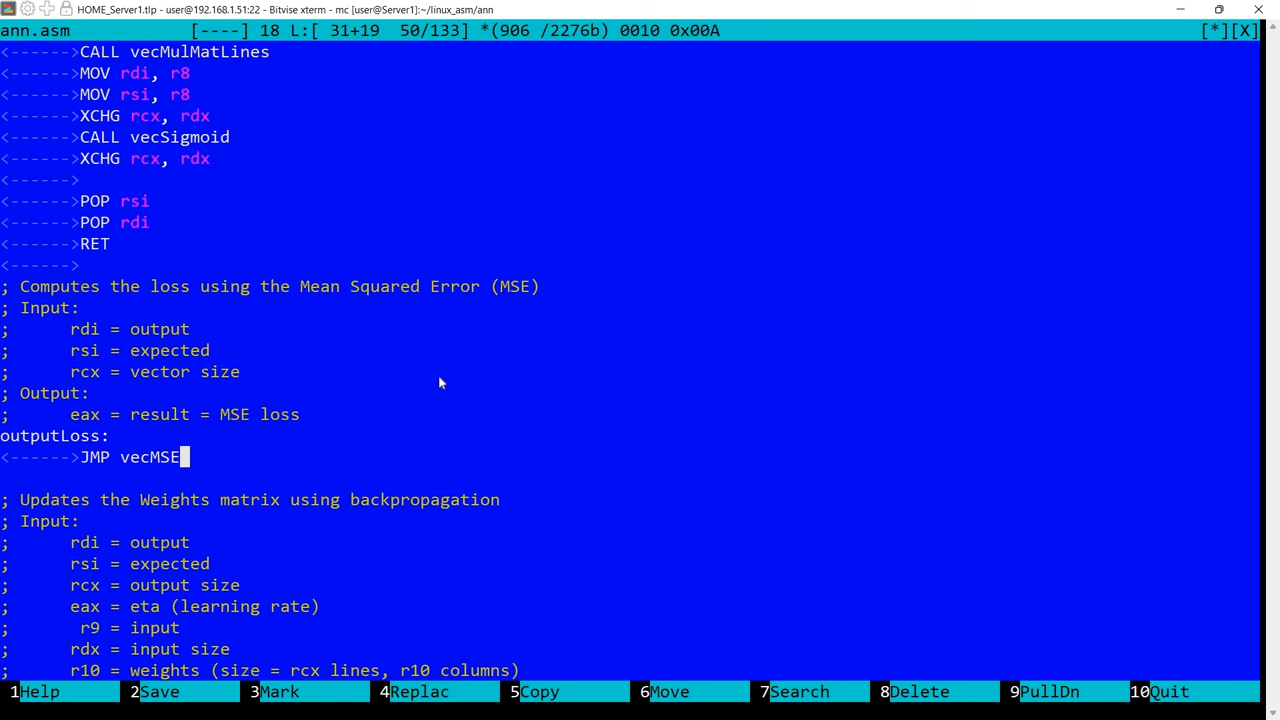 HOME_Server1.tlp - user@192.168.1.51:22 - Bitvise xterm - mc [user@Server1]:~/linux_asm/ann
ann.asm [----] 18 L:[ 31+19 50/133] *(906 /2276b) 0010 0x00A [*][X]
<------>CALL vecMulMatLines
<------>MOV rdi, r8
<------>MOV rsi, r8
<------>XCHG rcx, rdx
<------>CALL vecSigmoid
<------>XCHG rcx, rdx
<------>
<------>POP rsi
<------>POP rdi
<------>RET
<------>
; Computes the loss using the Mean Squared Error (MSE)
; Input:
; rdi = output
; rsi = expected
; rcx = vector size
; Output:
; eax = result = MSE loss
outputLoss:
<------>JMP vecMSE
; Updates the Weights matrix using backpropagation
; Input:
; rdi = output
; rsi = expected
; rcx = output size
; eax = eta (learning rate)
; r9 = input
; rdx = input size
; r10 = weights (size = rcx lines, r10 columns)
1Help 2Save 3Mark 4Replac 5Copy 6Move 7Search 8Delete 9PullDn 10Quit